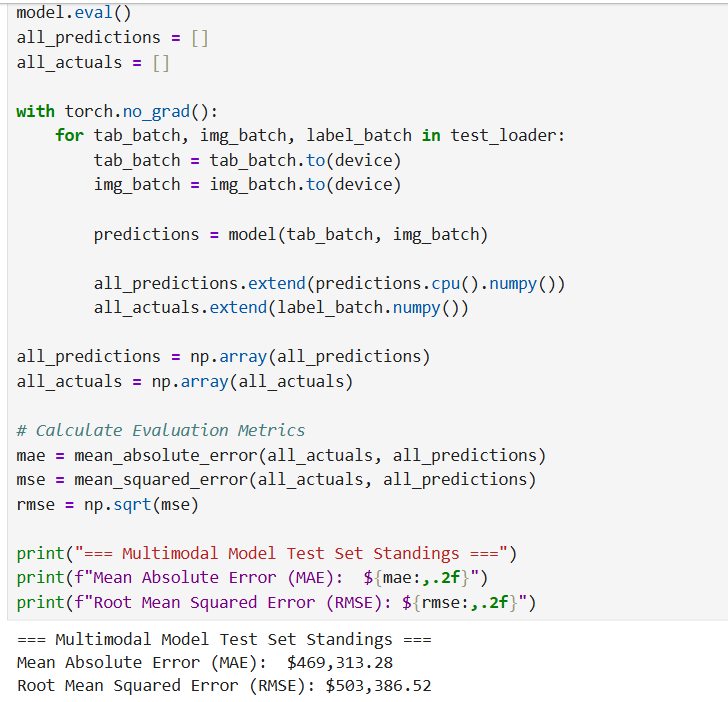 model.eval()
all_predictions = []
all_actuals = []

with torch.no_grad():
    for tab_batch, img_batch, label_batch in test_loader:
        tab_batch = tab_batch.to(device)
        img_batch = img_batch.to(device)

        predictions = model(tab_batch, img_batch)

        all_predictions.extend(predictions.cpu().numpy())
        all_actuals.extend(label_batch.numpy())

all_predictions = np.array(all_predictions)
all_actuals = np.array(all_actuals)

# Calculate Evaluation Metrics
mae = mean_absolute_error(all_actuals, all_predictions)
mse = mean_squared_error(all_actuals, all_predictions)
rmse = np.sqrt(mse)

print("=== Multimodal Model Test Set Standings ===")
print(f"Mean Absolute Error (MAE):  ${mae:,.2f}")
print(f"Root Mean Squared Error (RMSE): ${rmse:,.2f}")
=== Multimodal Model Test Set Standings ===
Mean Absolute Error (MAE):  $469,313.28
Root Mean Squared Error (RMSE): $503,386.52